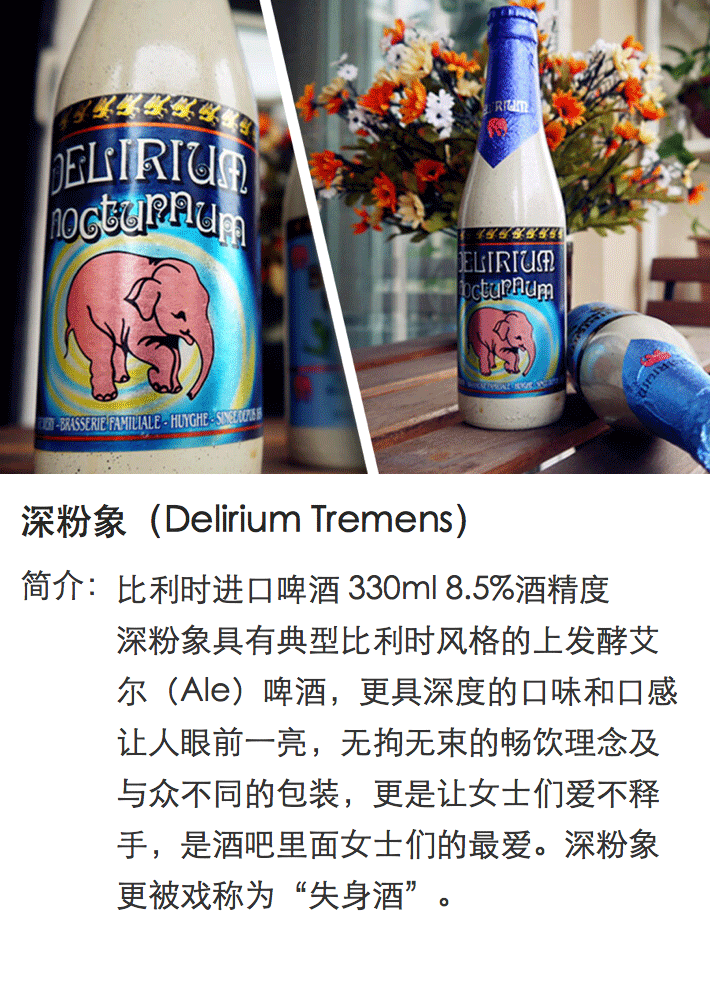 DELIRIUM
nocturnum
BREWERY - BRASSERIE FAMILIALE - HUYGHE - SINCE/DEPUIS
DELIRIUM
DELIRIUM
nocturnum
深粉象（Delirium Tremens）
简介：比利时进口啤酒 330ml 8.5%酒精度
深粉象具有典型比利时风格的上发酵艾
尔（Ale）啤酒，更具深度的口味和口感
让人眼前一亮，无拘无束的畅饮理念及
与众不同的包装，更是让女士们爱不释
手，是酒吧里面女士们的最爱。深粉象
更被戏称为“失身酒”。